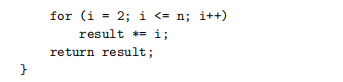 for (i = 2; i <= n; i++)
result *= i;
return result;
}